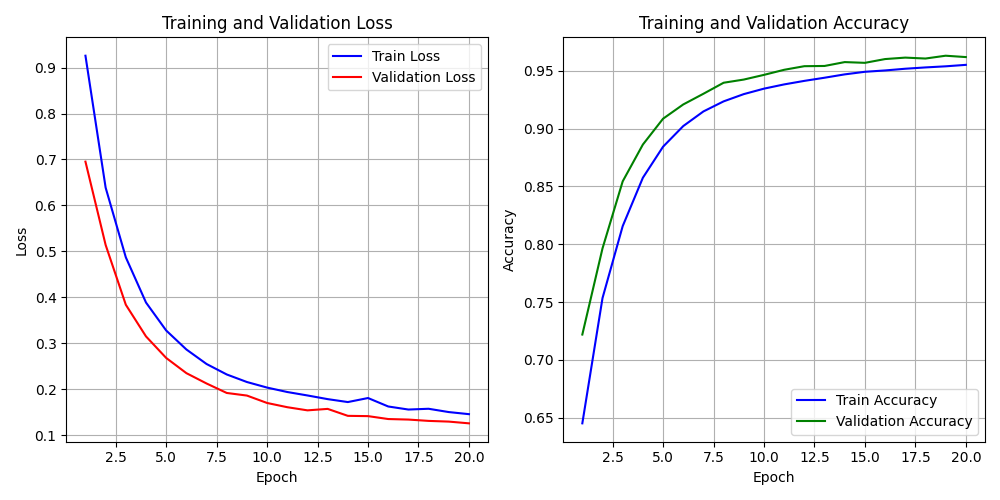 Training and Validation Loss
Train Loss
Validation Loss
0.9
0.8
0.7
0.6
0.5
0.4
0.3
0.2
0.1
Loss
2.5 5.0 7.5 10.0 12.5 15.0 17.5 20.0
Epoch
Training and Validation Accuracy
0.95
0.90
0.85
0.80
0.75
0.70
0.65
Accuracy
Train Accuracy
Validation Accuracy
2.5 5.0 7.5 10.0 12.5 15.0 17.5 20.0
Epoch